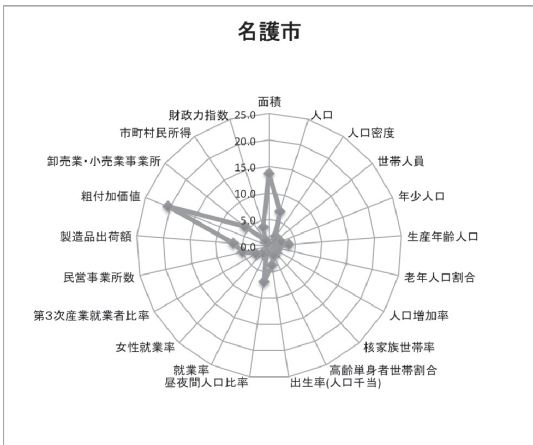 名護市
面積
人口
人口密度
世帯人員
年少人口
生産年齢人口
老年人口割合
人口増加率
核家族世帯率
高齢単身者世帯割合
出生率(人口千当)
昼夜間人口比率
就業率
女性就業率
第3次産業就業者比率
民営事業所数
製造品出荷額
粗付加価値
卸売業・小売業事業所
市町村民所得
財政力指数
25.0
20.0
15.0
10.0
5.0
0.0